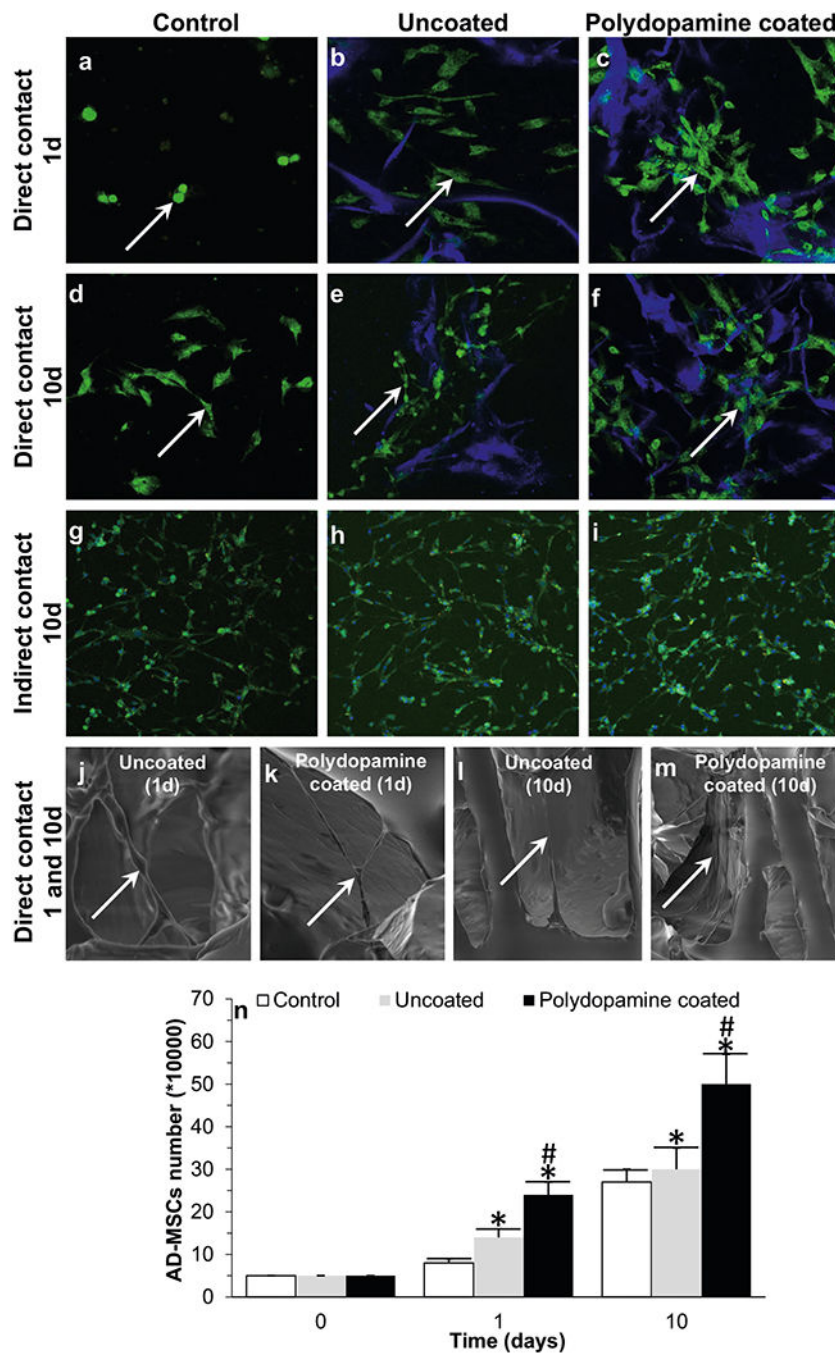 Control
Uncoated
Polydopamine coated
Direct contact
1d
a
b
c
Direct contact
10d
d
e
f
Indirect contact
10d
g
h
i
Direct contact
1 and 10d
j
Uncoated
(1d)
k
Polydopamine
coated (1d)
l
Uncoated
(10d)
m
Polydopamine
coated (10d)
n
Control
Uncoated
Polydopamine coated
AD-MSCs number (*10000)
70
60
50
40
30
20
10
0
*
#
*
*
#
*
0
1
10
Time (days)